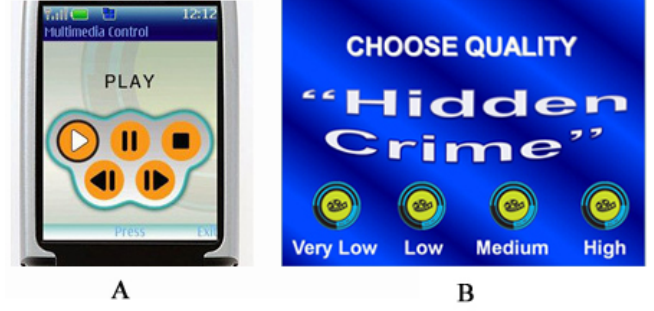 12:12
Multimedia Control
PLAY
Press
Exit
A
CHOOSE QUALITY
“Hidden
Crime”
Very Low Low Medium High
B